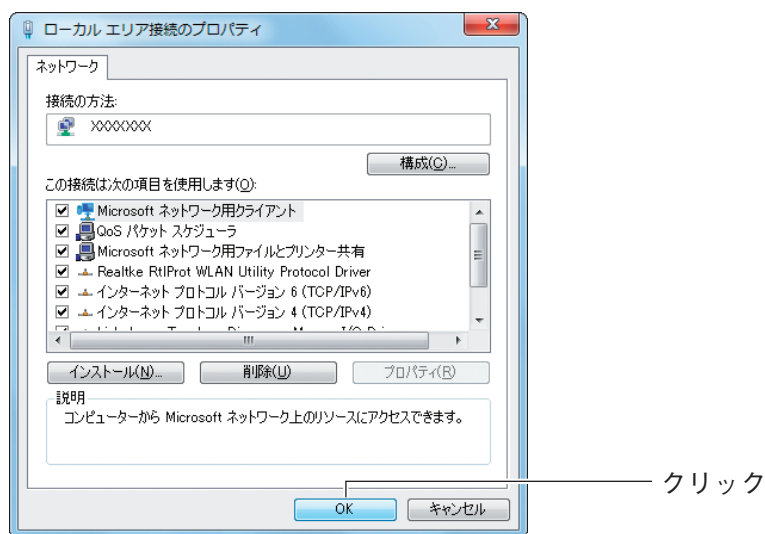 ローカル エリア接続のプロパティ
ネットワーク
接続の方法:
XXXXXXXX
構成(C)...
この接続は次の項目を使用します(O):
Microsoft ネットワーク用クライアント
QoS パケット スケジューラ
Microsoft ネットワーク用ファイルとプリンター共有
Realtke RtlProt WLAN Utility Protocol Driver
インターネット プロトコル バージョン 6 (TCP/IPv6)
インターネット プロトコル バージョン 4 (TCP/IPv4)
インストール(N)...
削除(U)
プロパティ(R)
説明
コンピューターから Microsoft ネットワーク上のリソースにアクセスできます。
クリック
OK
キャンセル